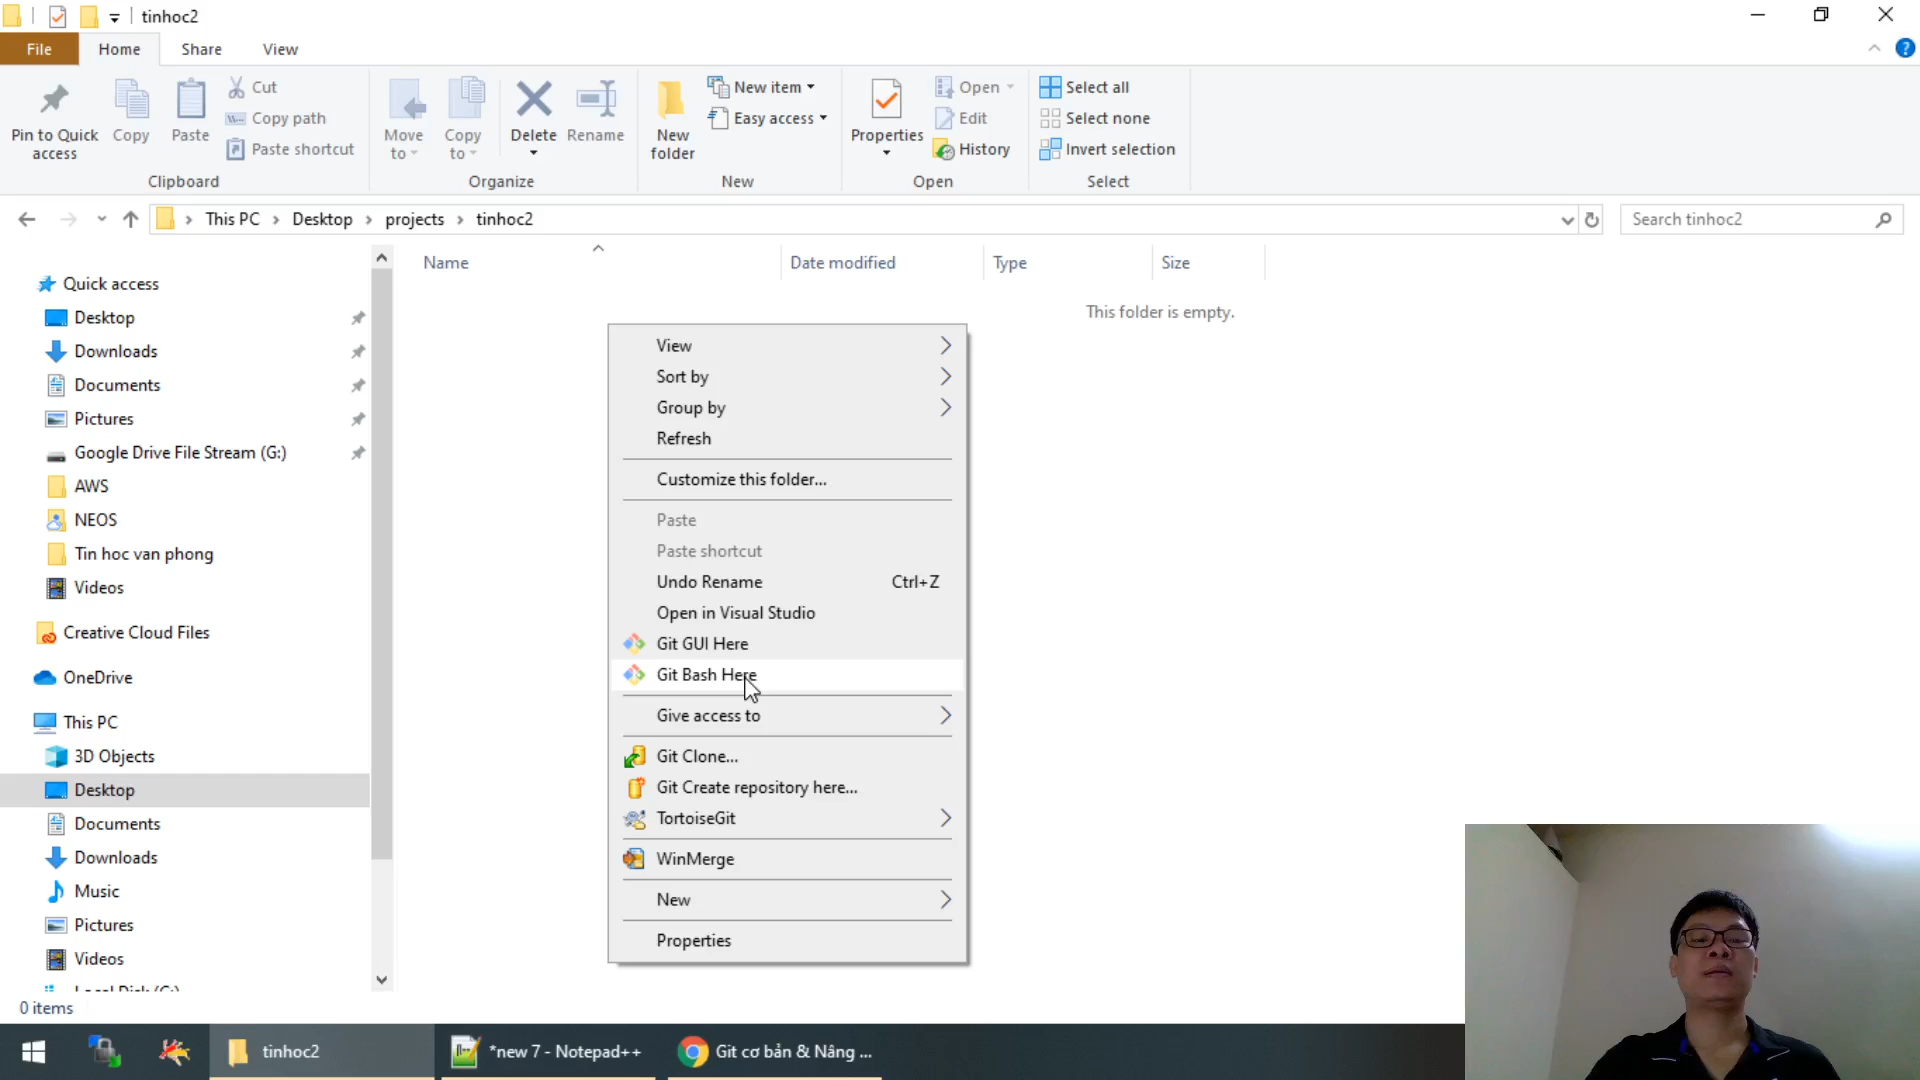 tinhoc2
File
Home
Share
View
Pin to Quick access
Copy
Paste
Cut
Copy path
Paste shortcut
Clipboard
Move to
Copy to
Delete
Rename
Organize
New folder
New item
Easy access
New
Properties
Open
Edit
History
Open
Select all
Select none
Invert selection
Select
This PC
Desktop
projects
tinhoc2
Search tinhoc2
Name
Date modified
Type
Size
This folder is empty.
Quick access
Desktop
Downloads
Documents
Pictures
Google Drive File Stream (G:)
AWS
NEOS
Tin hoc van phong
Videos
Creative Cloud Files
OneDrive
This PC
3D Objects
Desktop
Documents
Downloads
Music
Pictures
Videos
Local Disk (C:)
View
Sort by
Group by
Refresh
Customize this folder...
Paste
Paste shortcut
Undo Rename Ctrl+Z
Open in Visual Studio
Git GUI Here
Git Bash Here
Give access to
Git Clone...
Git Create repository here...
TortoiseGit
WinMerge
New
Properties
0 items
tinhoc2
*new 7 - Notepad++
Git cơ bản & Nâng ...